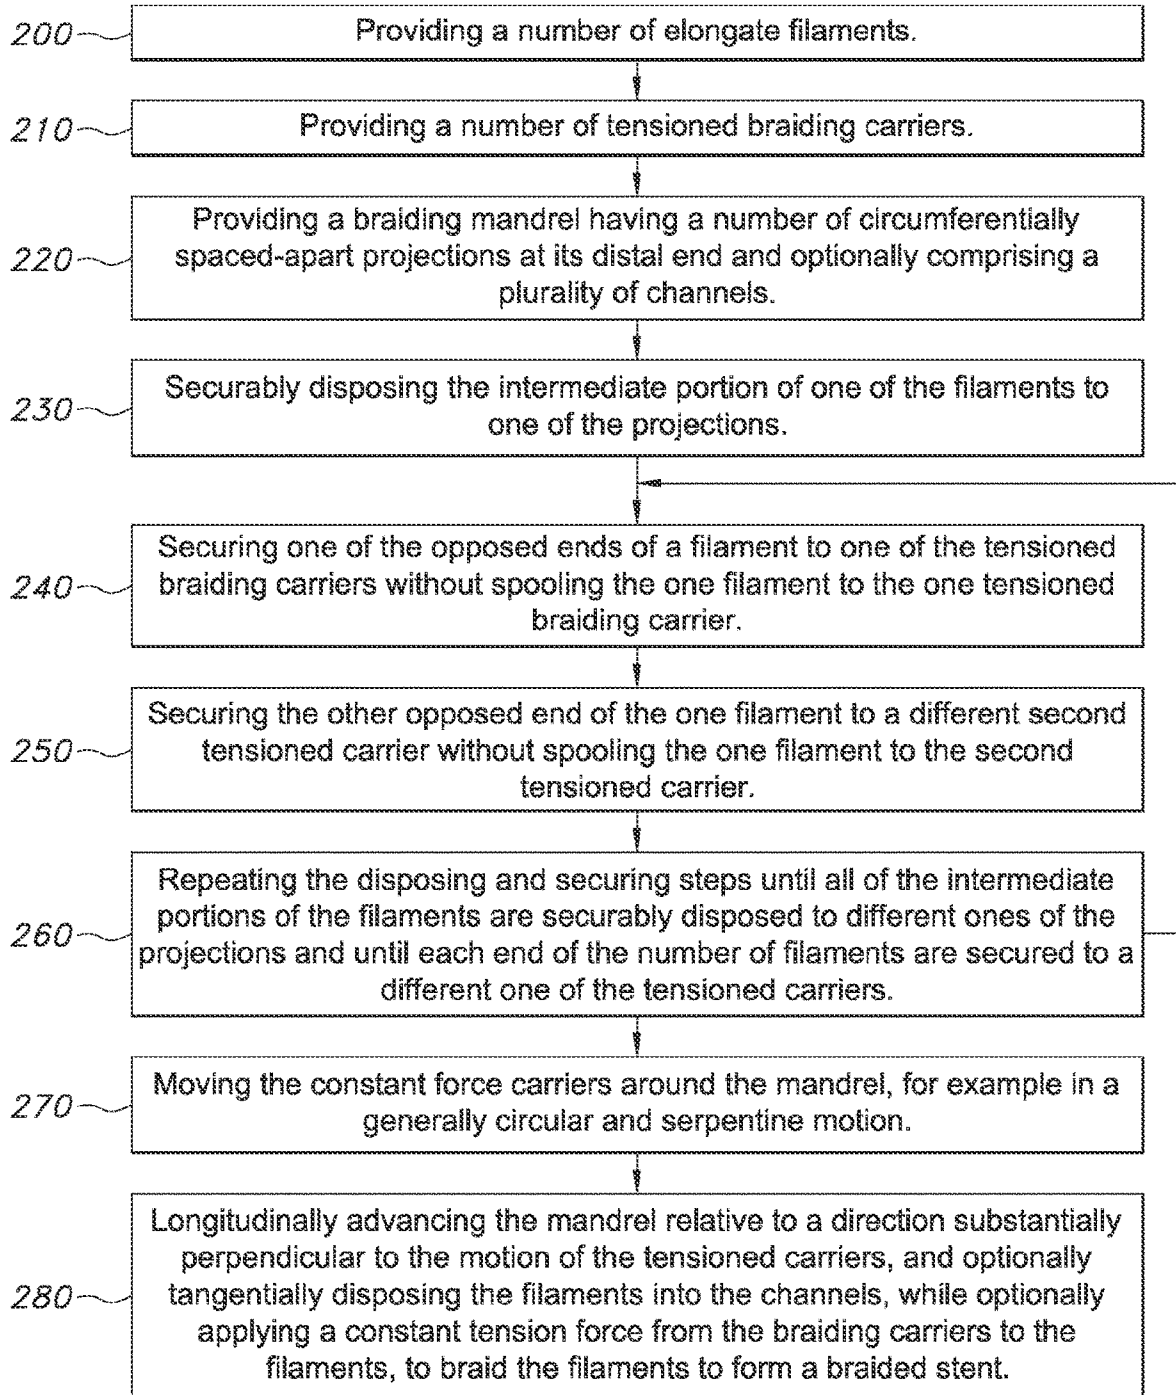 200
Providing a number of elongate filaments.
210
Providing a number of tensioned braiding carriers.
220
Providing a braiding mandrel having a number of circumferentially
spaced-apart projections at its distal end and optionally comprising a
plurality of channels.
230
Securably disposing the intermediate portion of one of the filaments to
one of the projections.
240
Securing one of the opposed ends of a filament to one of the tensioned
braiding carriers without spooling the one filament to the one tensioned
braiding carrier.
250
Securing the other opposed end of the one filament to a different second
tensioned carrier without spooling the one filament to the second
tensioned carrier.
260
Repeating the disposing and securing steps until all of the intermediate
portions of the filaments are securably disposed to different ones of the
projections and until each end of the number of filaments are secured to a
different one of the tensioned carriers.
270
Moving the constant force carriers around the mandrel, for example in a
generally circular and serpentine motion.
280
Longitudinally advancing the mandrel relative to a direction substantially
perpendicular to the motion of the tensioned carriers, and optionally
tangentially disposing the filaments into the channels, while optionally
applying a constant tension force from the braiding carriers to the
filaments, to braid the filaments to form a braided stent.